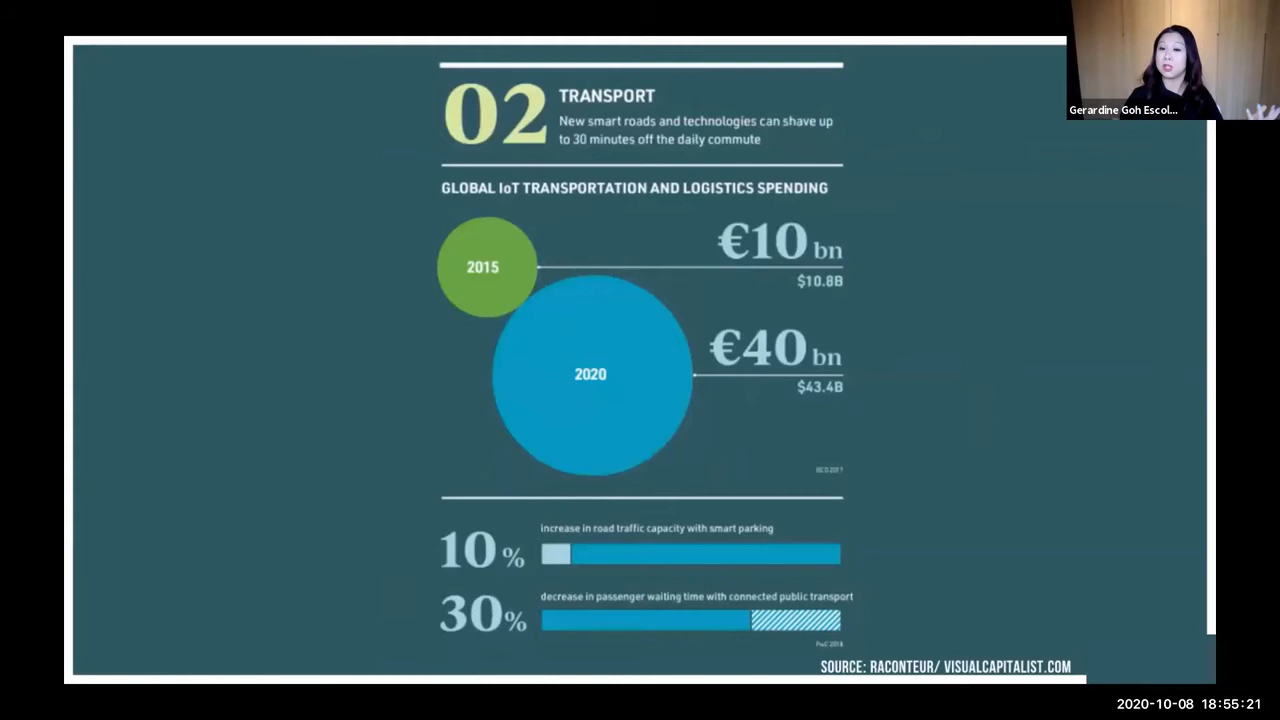 02
TRANSPORT
New smart roads and technologies can shave up
to 30 minutes off the daily commute
GLOBAL IoT TRANSPORTATION AND LOGISTICS SPENDING
2015
€10 bn
$10.8B
2020
€40 bn
$43.4B
10%
increase in road traffic capacity with smart parking
30%
decrease in passenger waiting time with connected public transport
PwC 2018
SOURCE: RACONTEUR/ VISUALCAPITALIST.COM
Gerardine Goh Escol...
2020-10-08 18:55:21